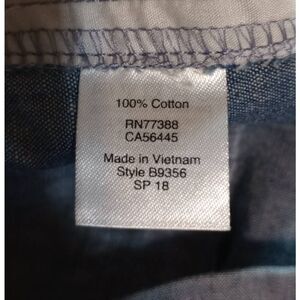 100% Cotton
RN77388
CA56445
Made in Vietnam
Style B9356
SP 18